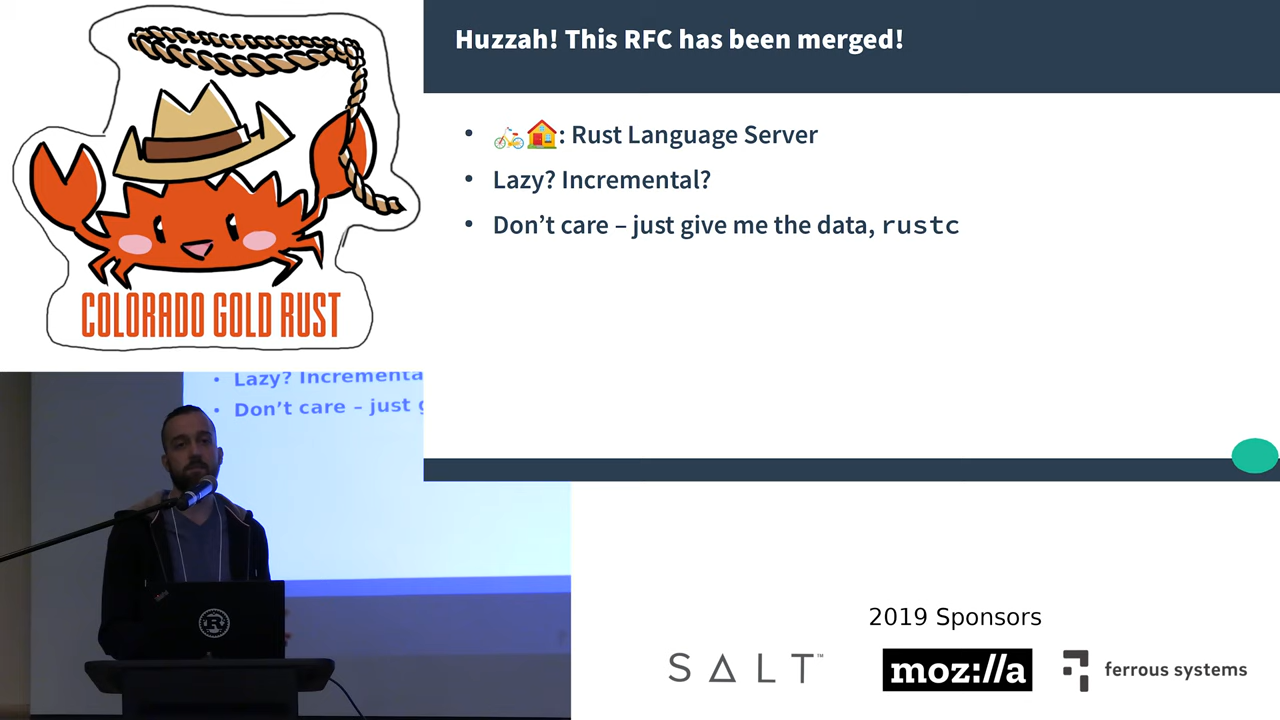 COLORADO GOLD RUST
Huzzah! This RFC has been merged!
• 🚲🏠: Rust Language Server
• Lazy? Incremental?
• Don’t care – just give me the data, rustc
• Lazy? Incrementa
• Don’t care – just g
R
2019 Sponsors
SALT™
moz://a
ferrous systems